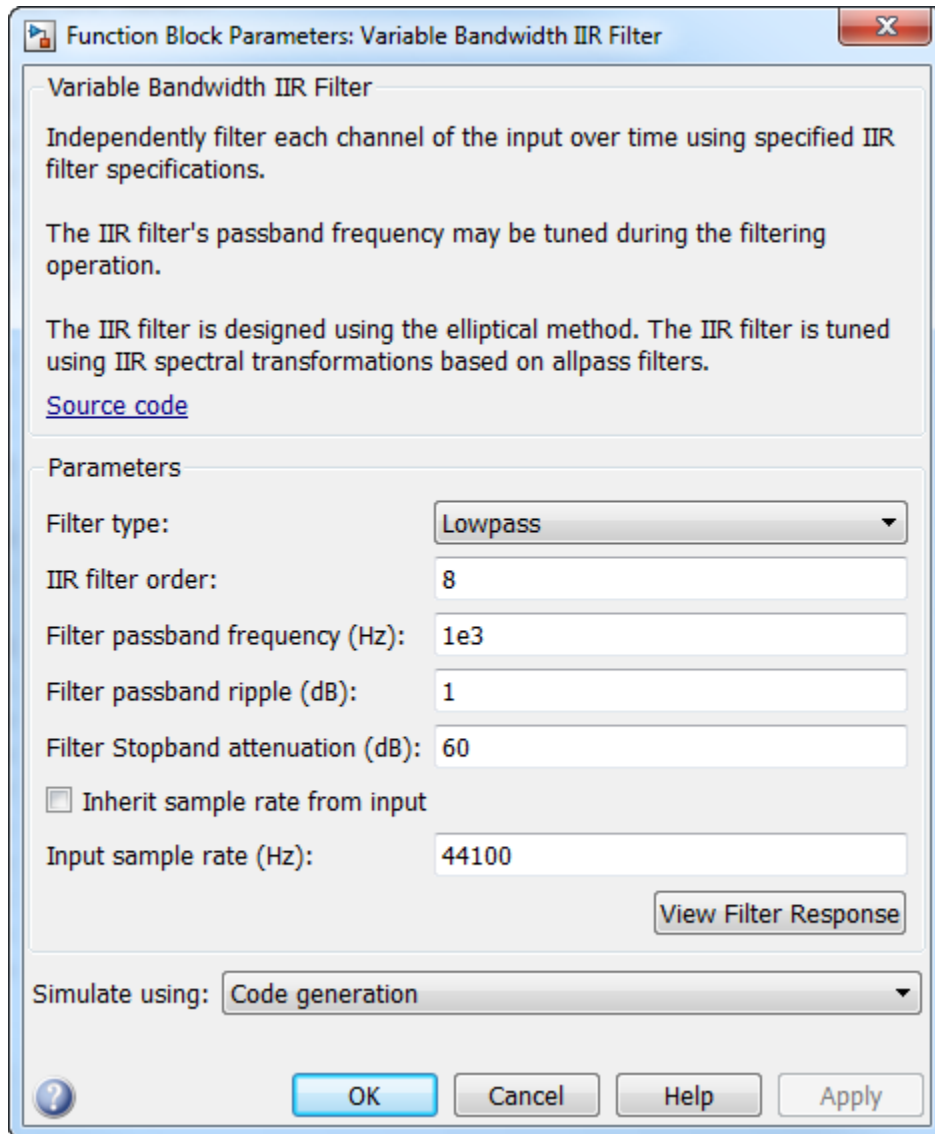 Function Block Parameters: Variable Bandwidth IIR Filter
Variable Bandwidth IIR Filter
Independently filter each channel of the input over time using specified IIR
filter specifications.
The IIR filter's passband frequency may be tuned during the filtering
operation.
The IIR filter is designed using the elliptical method. The IIR filter is tuned
using IIR spectral transformations based on allpass filters.
Source code
Parameters
Filter type: Lowpass
IIR filter order: 8
Filter passband frequency (Hz): 1e3
Filter passband ripple (dB): 1
Filter Stopband attenuation (dB): 60
Inherit sample rate from input
Input sample rate (Hz): 44100
View Filter Response
Simulate using: Code generation
? OK Cancel Help Apply